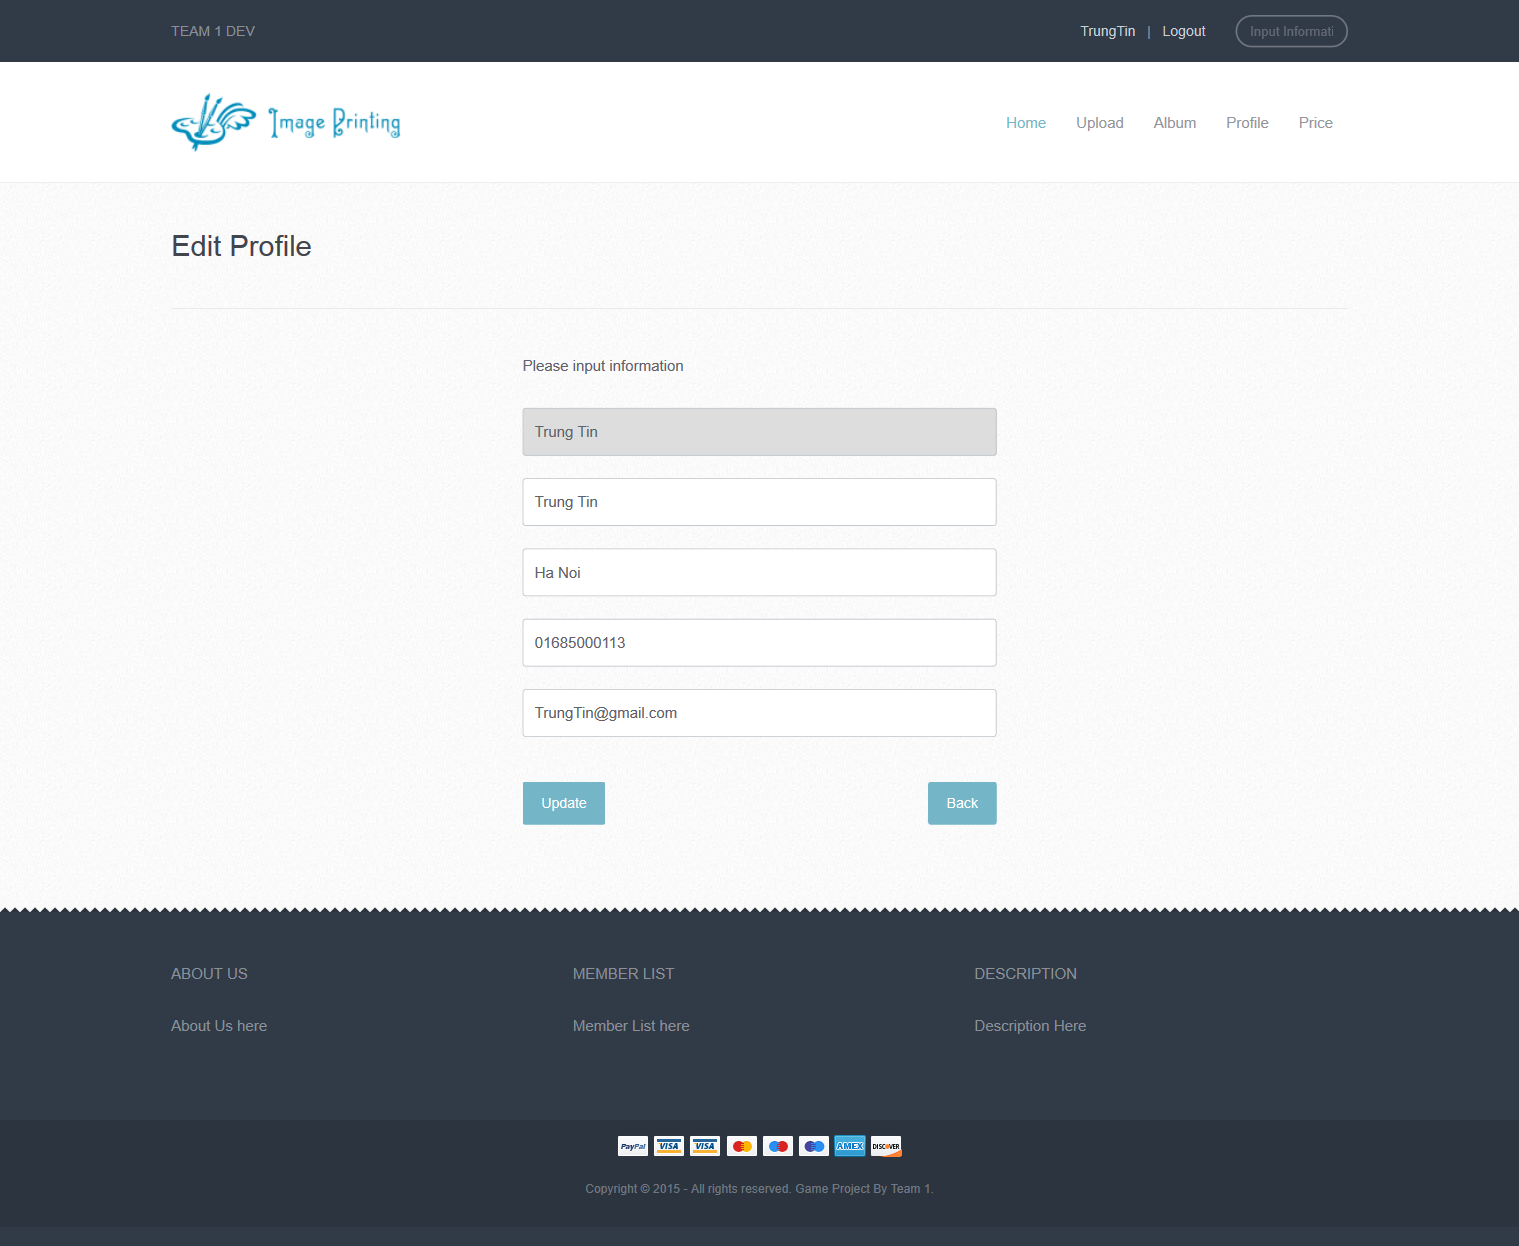 TEAM 1 DEV
TrungTin | Logout
Input Informati
Image Printing
Home Upload Album Profile Price
Edit Profile
Please input information
Trung Tin
Trung Tin
Ha Noi
01685000113
TrungTin@gmail.com
Update Back
ABOUT US MEMBER LIST DESCRIPTION
About Us here Member List here Description Here
PayPal VISA VISA AMEX DISCOVER
Copyright © 2015 - All rights reserved. Game Project By Team 1.